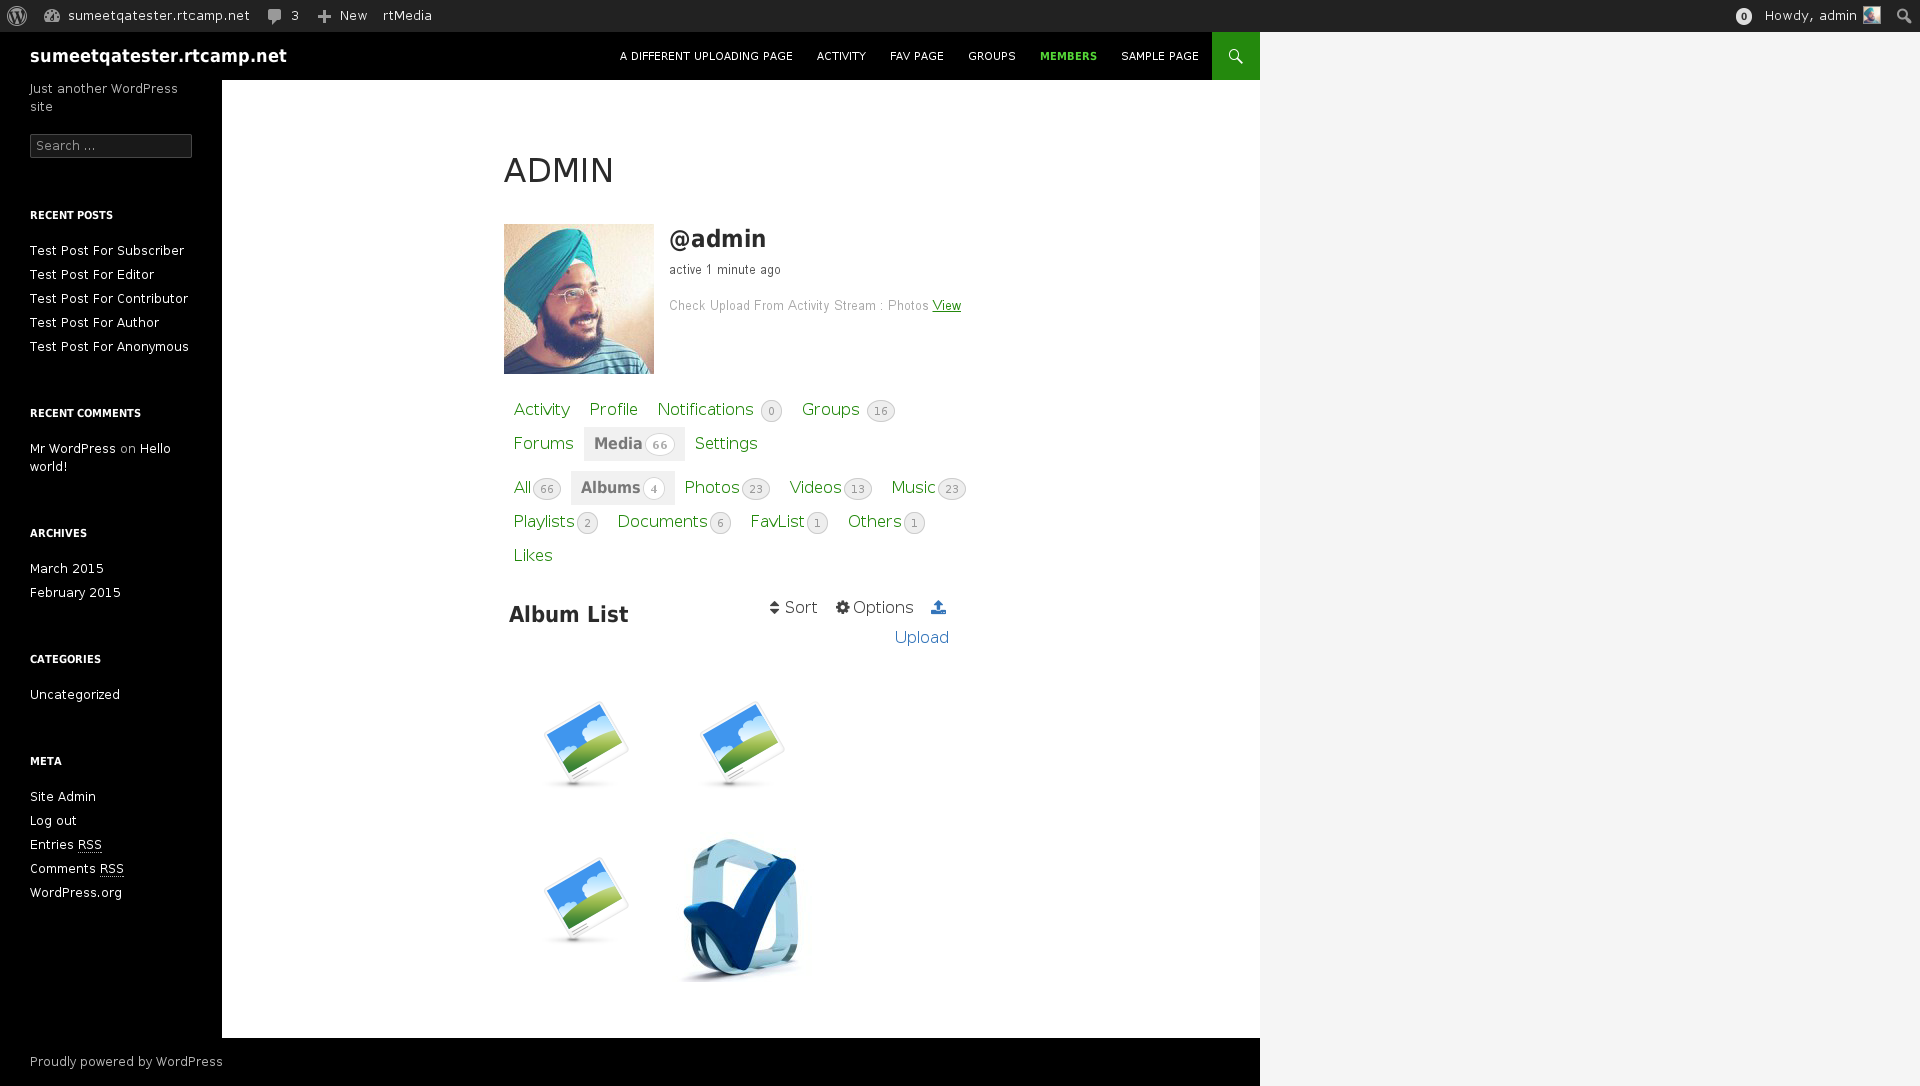 sumeetqatester.rtcamp.net 3 New rtMedia 0 Howdy, admin
sumeetqatester.rtcamp.net A DIFFERENT UPLOADING PAGE ACTIVITY FAV PAGE GROUPS MEMBERS SAMPLE PAGE
Just another WordPress
site
Search ...
RECENT POSTS
Test Post For Subscriber
Test Post For Editor
Test Post For Contributor
Test Post For Author
Test Post For Anonymous
RECENT COMMENTS
Mr WordPress on Hello
world!
ARCHIVES
March 2015
February 2015
CATEGORIES
Uncategorized
META
Site Admin
Log out
Entries RSS
Comments RSS
WordPress.org
ADMIN
@admin
active 1 minute ago
Check Upload From Activity Stream : Photos View
Activity Profile Notifications 0 Groups 16
Forums Media 66 Settings
All 66 Albums 4 Photos 23 Videos 13 Music 23
Playlists 2 Documents 6 FavList 1 Others 1
Likes
Album List Sort Options
Upload
Proudly powered by WordPress